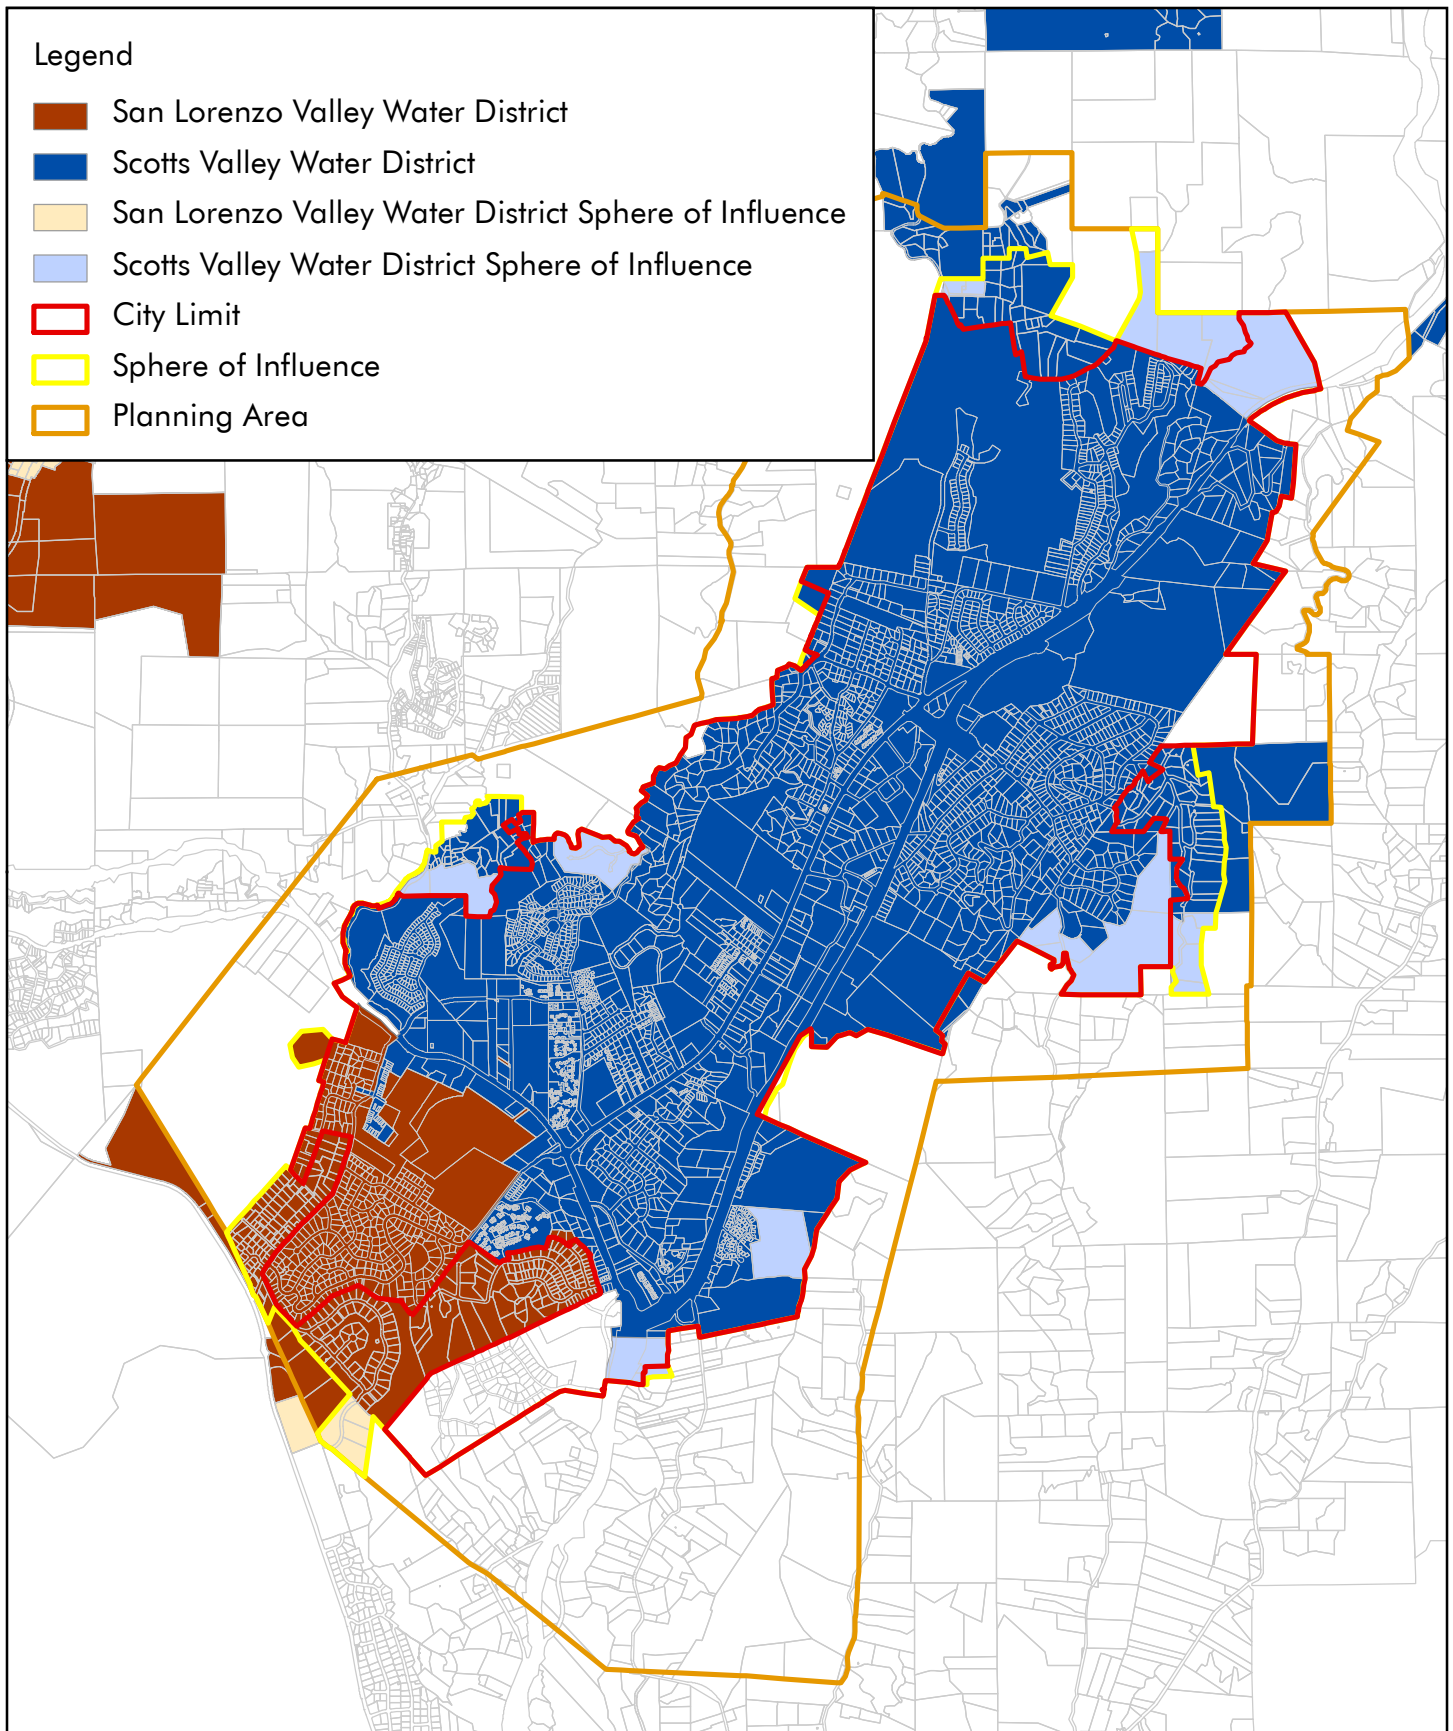 Legend
San Lorenzo Valley Water District
Scotts Valley Water District
San Lorenzo Valley Water District Sphere of Influence
Scotts Valley Water District Sphere of Influence
City Limit
Sphere of Influence
Planning Area